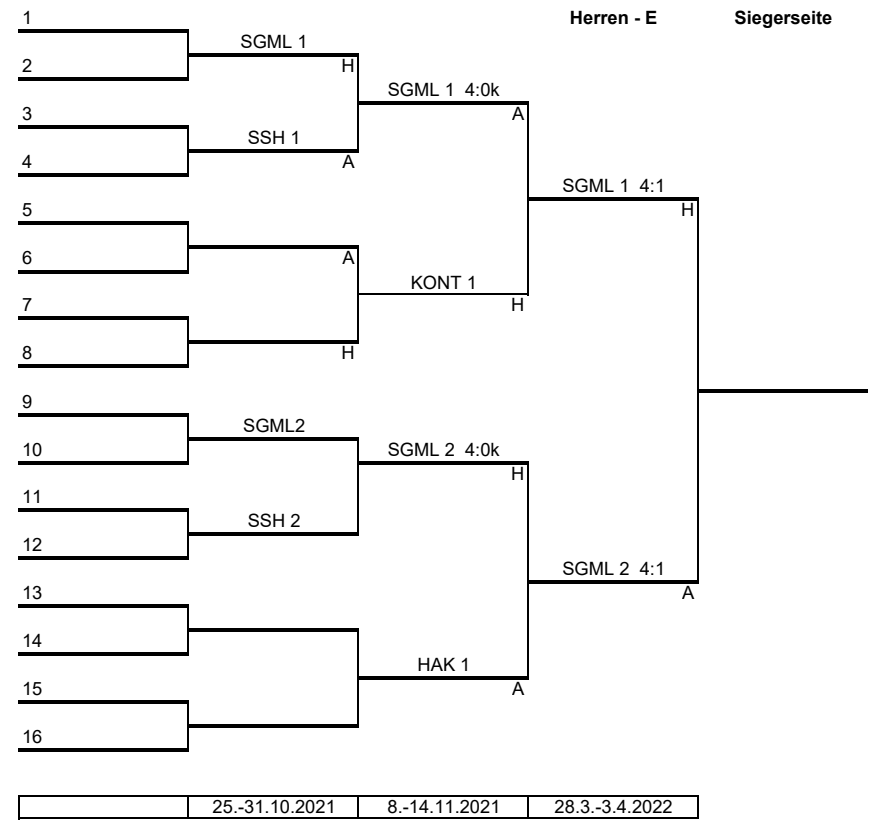 1
Herren - E Siegerseite
SGML 1
2
H
SGML 1 4:0k
3
A
SSH 1
4
A
SGML 1 4:1
5
H
6
A
KONT 1
7
H
8
H
9
SGML2
10
SGML 2 4:0k
H
11
SSH 2
12
SGML 2 4:1
13
A
14
HAK 1
15
A
16
25.-31.10.2021 8.-14.11.2021 28.3.-3.4.2022